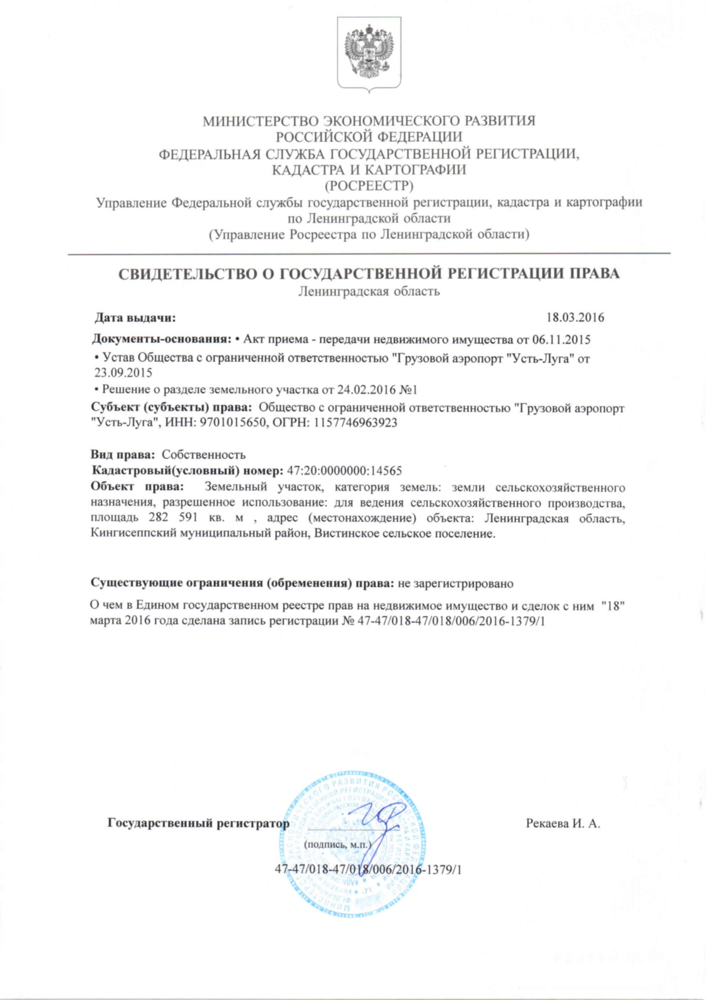 МИНИСТЕРСТВО ЭКОНОМИЧЕСКОГО РАЗВИТИЯ
РОССИЙСКОЙ ФЕДЕРАЦИИ
ФЕДЕРАЛЬНАЯ СЛУЖБА ГОСУДАРСТВЕННОЙ РЕГИСТРАЦИИ,
КАДАСТРА И КАРТОГРАФИИ
(РОСРЕЕСТР)
Управление Федеральной службы государственной регистрации, кадастра и картографии
по Ленинградской области
(Управление Росреестра по Ленинградской области)
СВИДЕТЕЛЬСТВО О ГОСУДАРСТВЕННОЙ РЕГИСТРАЦИИ ПРАВА
Ленинградская область
Дата выдачи: 18.03.2016
Документы-основания: • Акт приема - передачи недвижимого имущества от 06.11.2015
• Устав Общества с ограниченной ответственностью "Грузовой аэропорт "Усть-Луга" от
23.09.2015
• Решение о разделе земельного участка от 24.02.2016 №1
Субъект (субъекты) права: Общество с ограниченной ответственностью "Грузовой аэропорт
"Усть-Луга", ИНН: 9701015650, ОГРН: 1157746963923
Вид права: Собственность
Кадастровый(условный) номер: 47:20:0000000:14565
Объект права: Земельный участок, категория земель: земли сельскохозяйственного
назначения, разрешенное использование: для ведения сельскохозяйственного производства,
площадь 282 591 кв. м , адрес (местонахождение) объекта: Ленинградская область,
Кингисеппский муниципальный район, Вистинское сельское поселение.
Существующие ограничения (обременения) права: не зарегистрировано
О чем в Едином государственном реестре прав на недвижимое имущество и сделок с ним "18"
марта 2016 года сделана запись регистрации № 47-47/018-47/018/006/2016-1379/1
Государственный регистратор Рекаева И. А.
(подпись, м.п.)
47-47/018-47/018/006/2016-1379/1